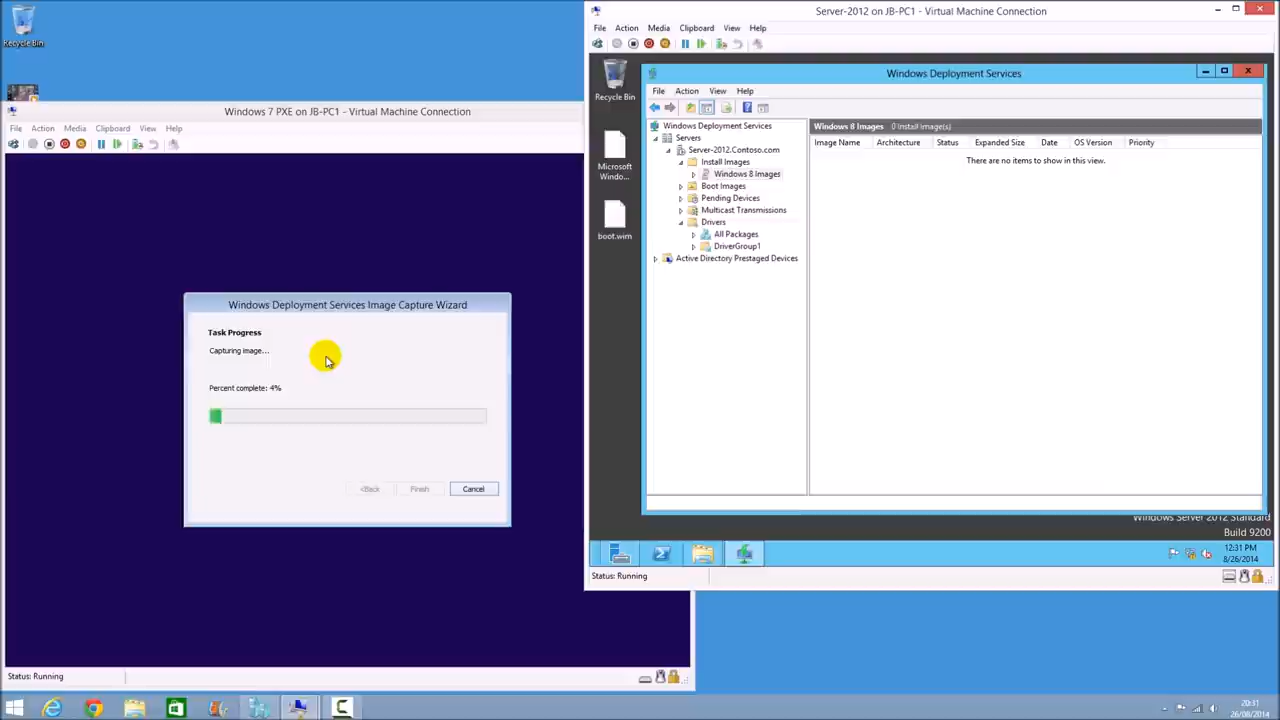 Recycle Bin
Windows 7 PXE on JB-PC1 - Virtual Machine Connection
File Action Media Clipboard View Help
Windows Deployment Services Image Capture Wizard
Task Progress
Capturing image...
Percent complete: 4%
<Back Finish Cancel
Status: Running
Server-2012 on JB-PC1 - Virtual Machine Connection
File Action Media Clipboard View Help
Recycle Bin
Microsoft
Windo...
boot.wim
Windows Deployment Services
File Action View Help
Windows Deployment Services
Servers
Server-2012.Contoso.com
Install Images
Windows 8 Images
Boot Images
Pending Devices
Multicast Transmissions
Drivers
All Packages
DriverGroup1
Active Directory Prestaged Devices
Windows 8 Images 0 Install Image(s)
Image Name Architecture Status Expanded Size Date OS Version Priority
There are no items to show in this view.
Windows Server 2012 Standard
Build 9200
12:31 PM
8/26/2014
Status: Running
20:31
26/08/2014